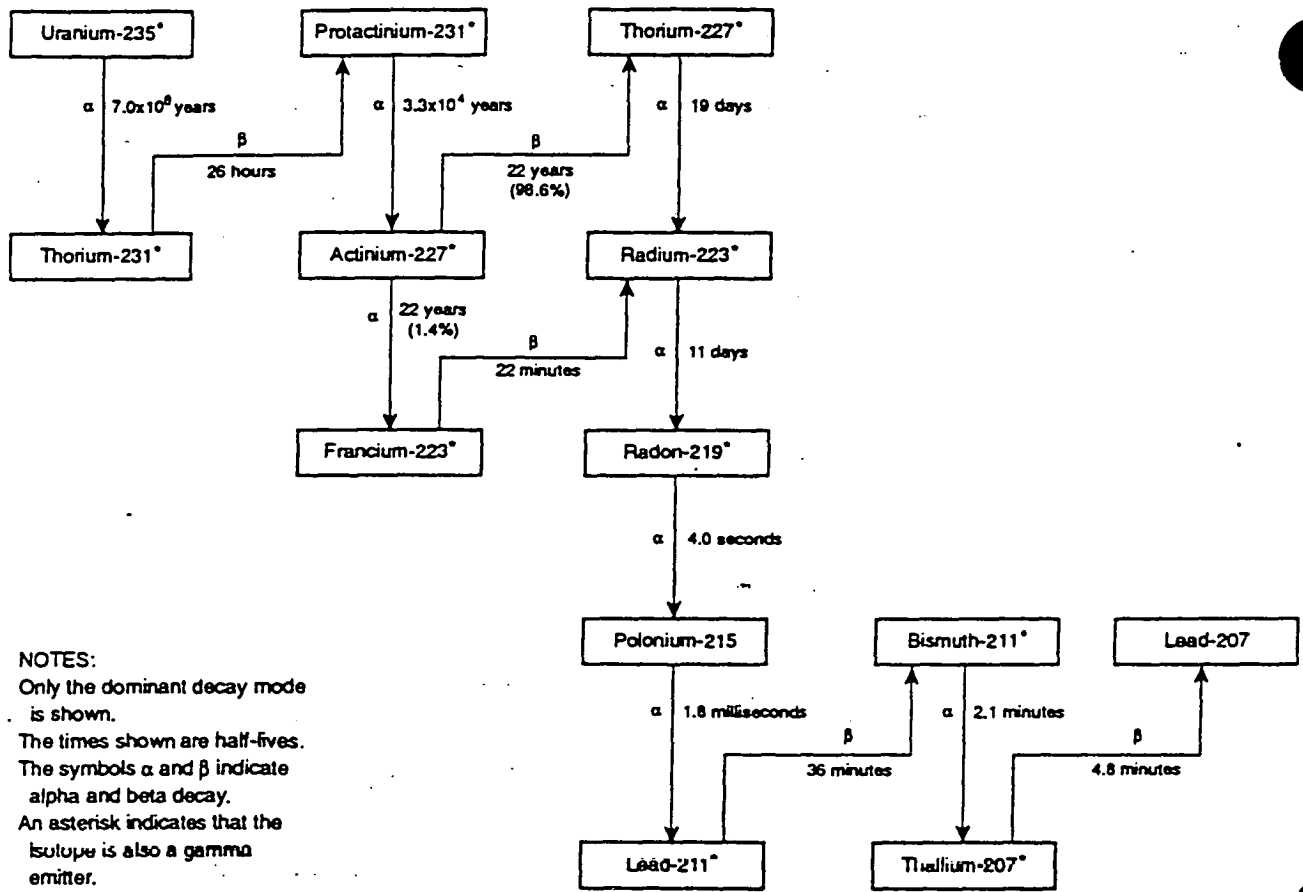 Uranium-235* Protactinium-231* Thorium-227*
α 7.0x10⁸ years α 3.3x10⁴ years α 19 days
β β
26 hours 22 years
(98.6%)
Thorium-231* Actinium-227* Radium-223*
α 22 years
(1.4%)
β α 11 days
22 minutes
Francium-223* Radon-219*
α 4.0 seconds
Polonium-215 Bismuth-211* Lead-207
α 1.8 milliseconds α 2.1 minutes
β β
36 minutes 4.8 minutes
Lead-211* Thallium-207*
NOTES:
Only the dominant decay mode
is shown.
The times shown are half-lives.
The symbols α and β indicate
alpha and beta decay.
An asterisk indicates that the
isotope is also a gamma
emitter.